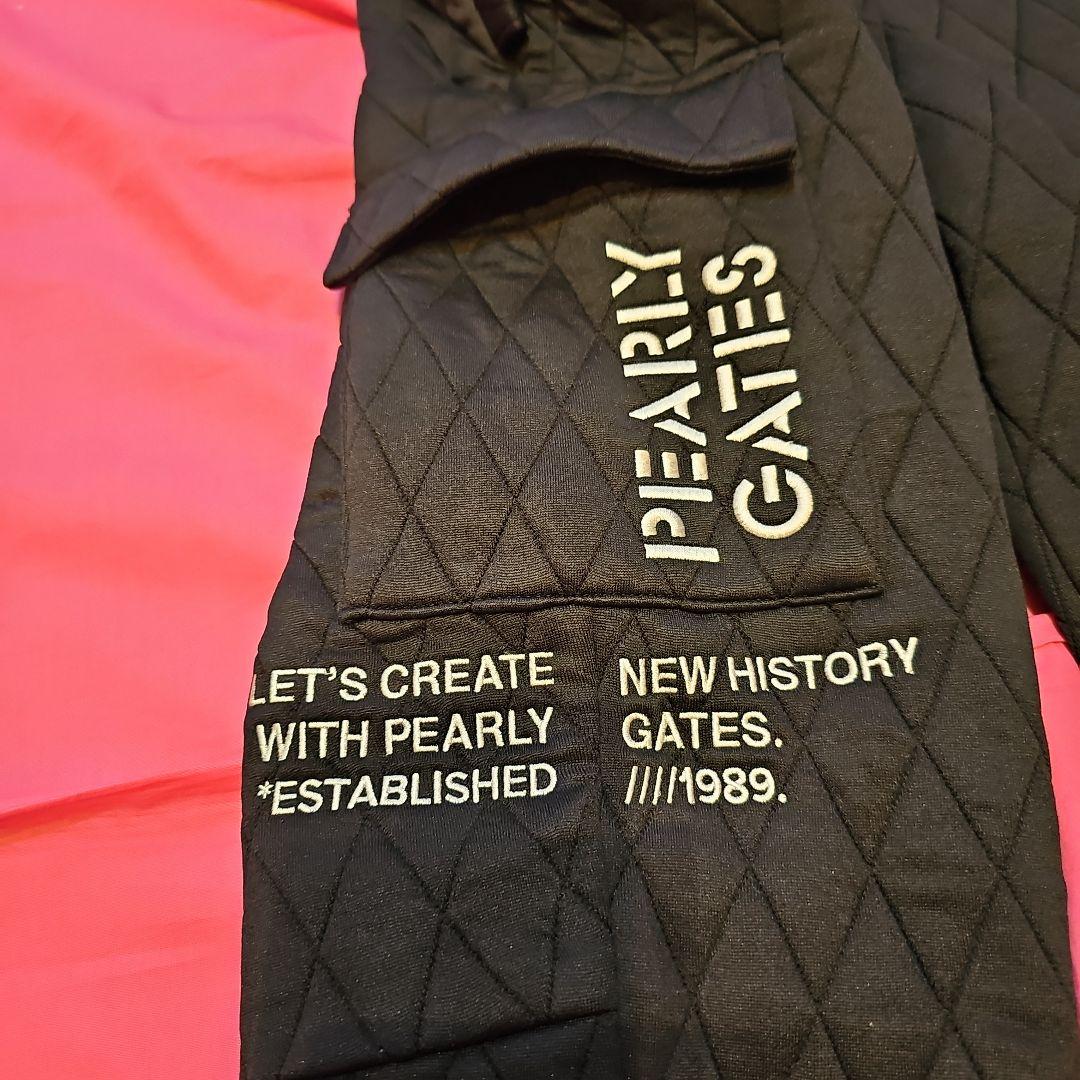 PEARLY
GATES
LET'S CREATE NEW HISTORY
WITH PEARLY GATES.
*ESTABLISHED ////1989.